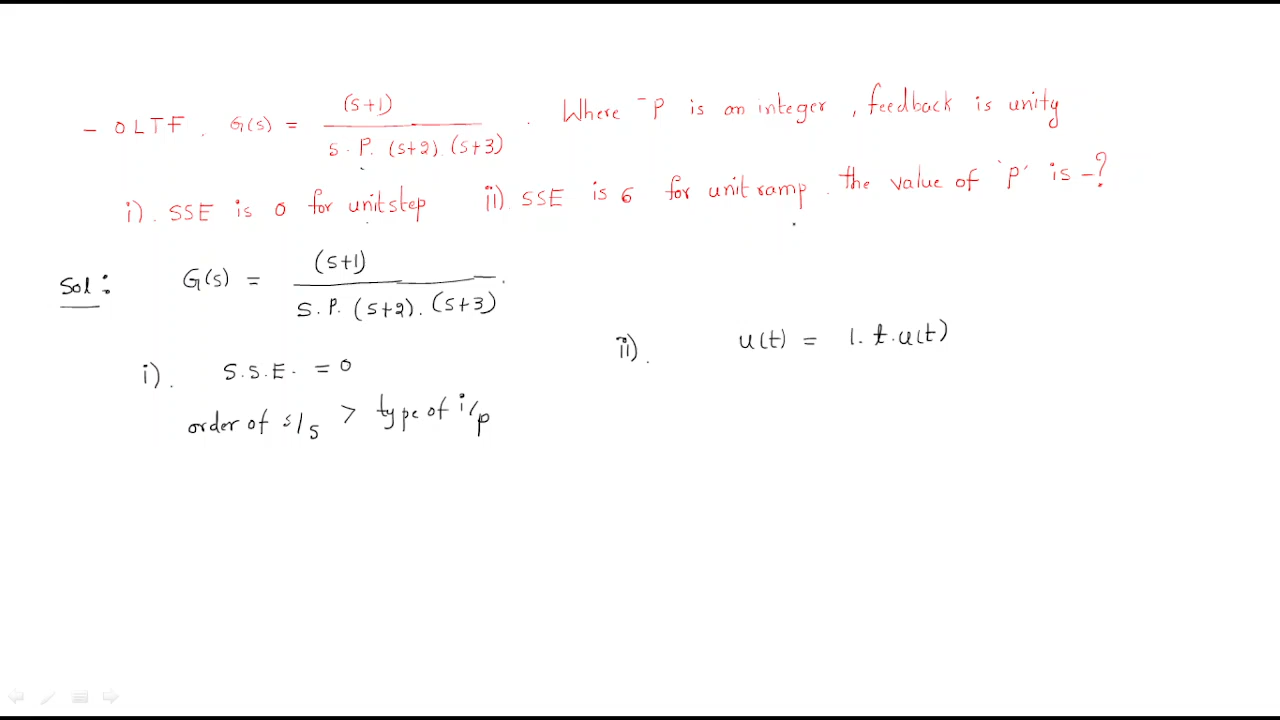 - OLTF. G(s) = (s+1) / s.P.(s+2).(s+3) . Where -P is an integer, feedback is unity
i). SSE is 0 for unitstep ii). SSE is 6 for unit ramp. the value of 'p' is -?
Sol: G(s) = (s+1) / s.P.(s+2).(s+3).
i). S.S.E. = 0
order of s/s > type of i/p
ii). u(t) = 1.t.u(t)